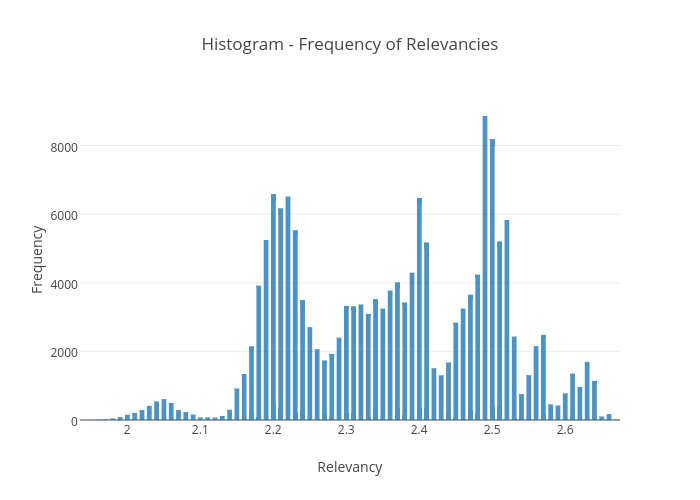 Histogram - Frequency of Relevancies
8000
6000
4000
2000
0
Frequency
2 2.1 2.2 2.3 2.4 2.5 2.6
Relevancy